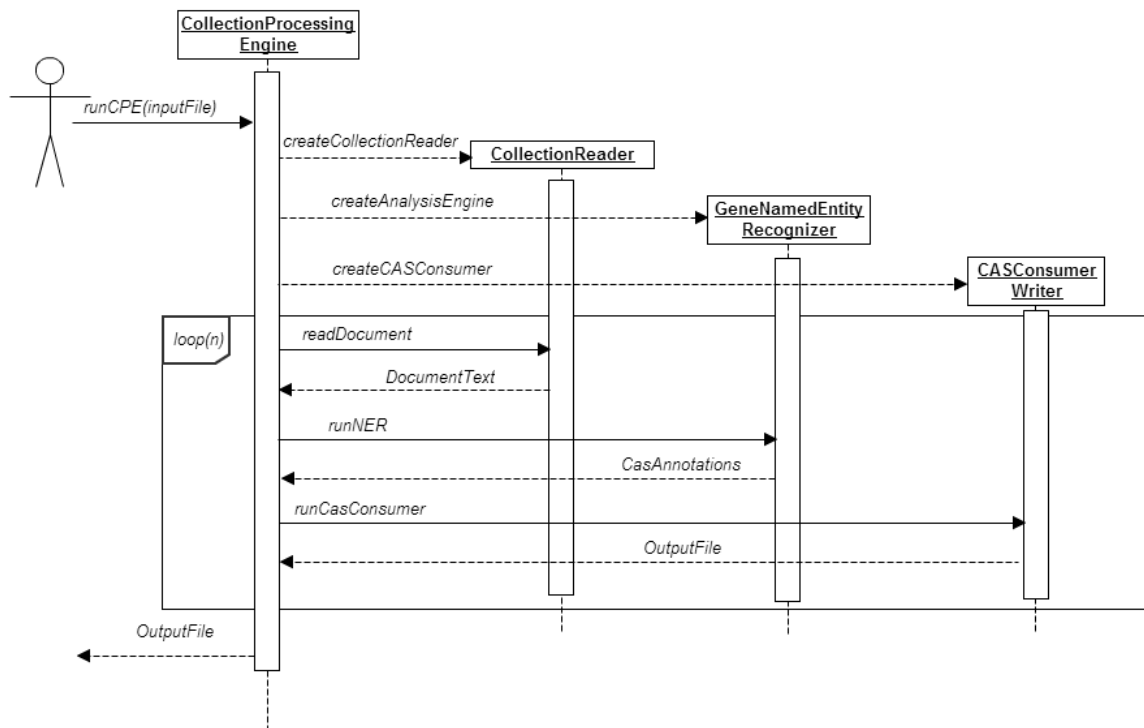 CollectionProcessing
Engine
runCPE(inputFile)
createCollectionReader
CollectionReader
createAnalysisEngine
GeneNamedEntity
Recognizer
createCASConsumer
CASConsumer
Writer
loop(n)
readDocument
DocumentText
runNER
CasAnnotations
runCasConsumer
OutputFile
OutputFile